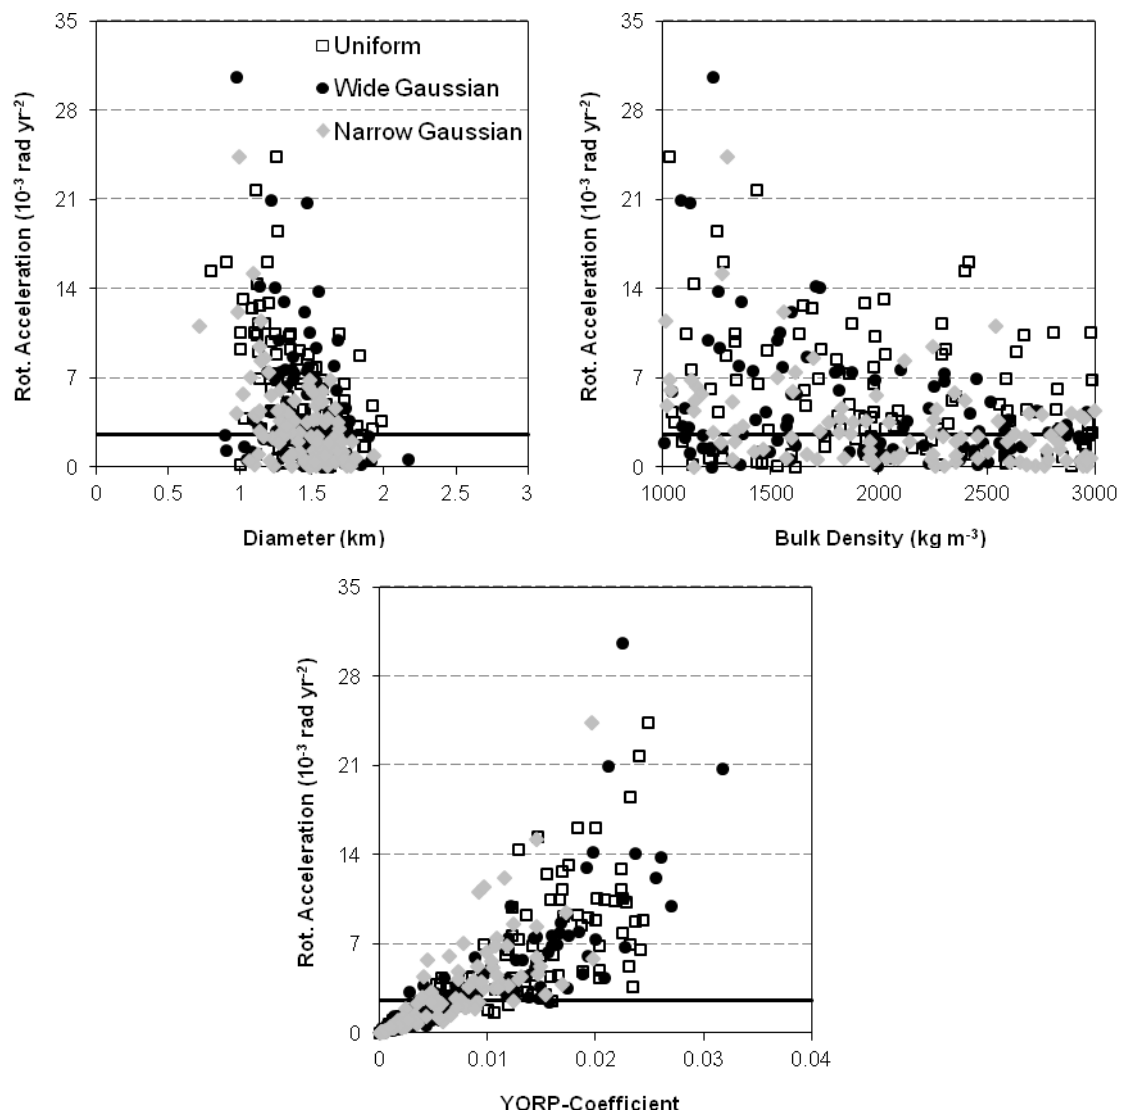 35
28
21
14
7
0
Rot. Acceleration (10⁻³ rad yr⁻²)
Uniform
Wide Gaussian
Narrow Gaussian
0 0.5 1 1.5 2 2.5 3
Diameter (km)
35
28
21
14
7
0
Rot. Acceleration (10⁻³ rad yr⁻²)
1000 1500 2000 2500 3000
Bulk Density (kg m⁻³)
35
28
21
14
7
0
Rot. Acceleration (10⁻³ rad yr⁻²)
0 0.01 0.02 0.03 0.04
YORP-Coefficient